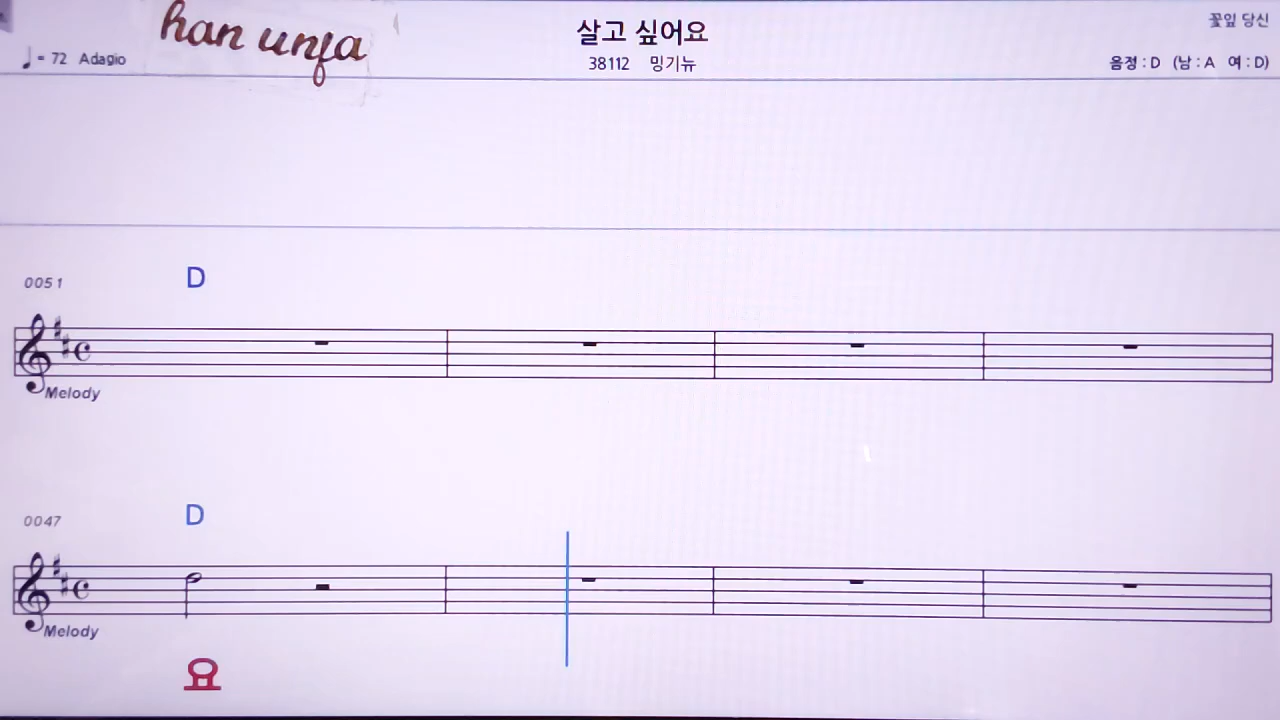 han unfa
살고 싶어요
꽃잎 당신
♩ = 72 Adagio
38112 밍기뉴
음정 : D (남 : A 여 : D)
0051
D
Melody
0047
D
Melody
요